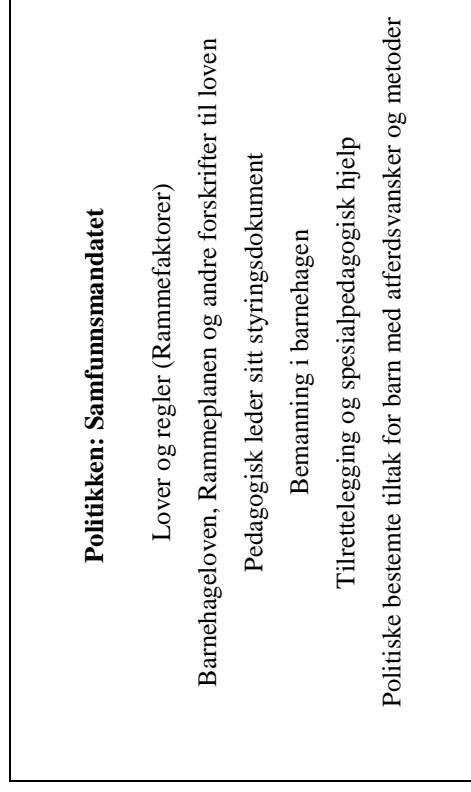 Politikken: Samfunnsmandatet
Lover og regler (Rammefaktorer)
Barnehageloven, Rammeplanen og andre forskrifter til loven
Pedagogisk leder sitt styringsdokument
Bemanning i barnehagen
Tilrettelegging og spesialpedagogisk hjelp
Politiske bestemte tiltak for barn med atferdsvansker og metoder